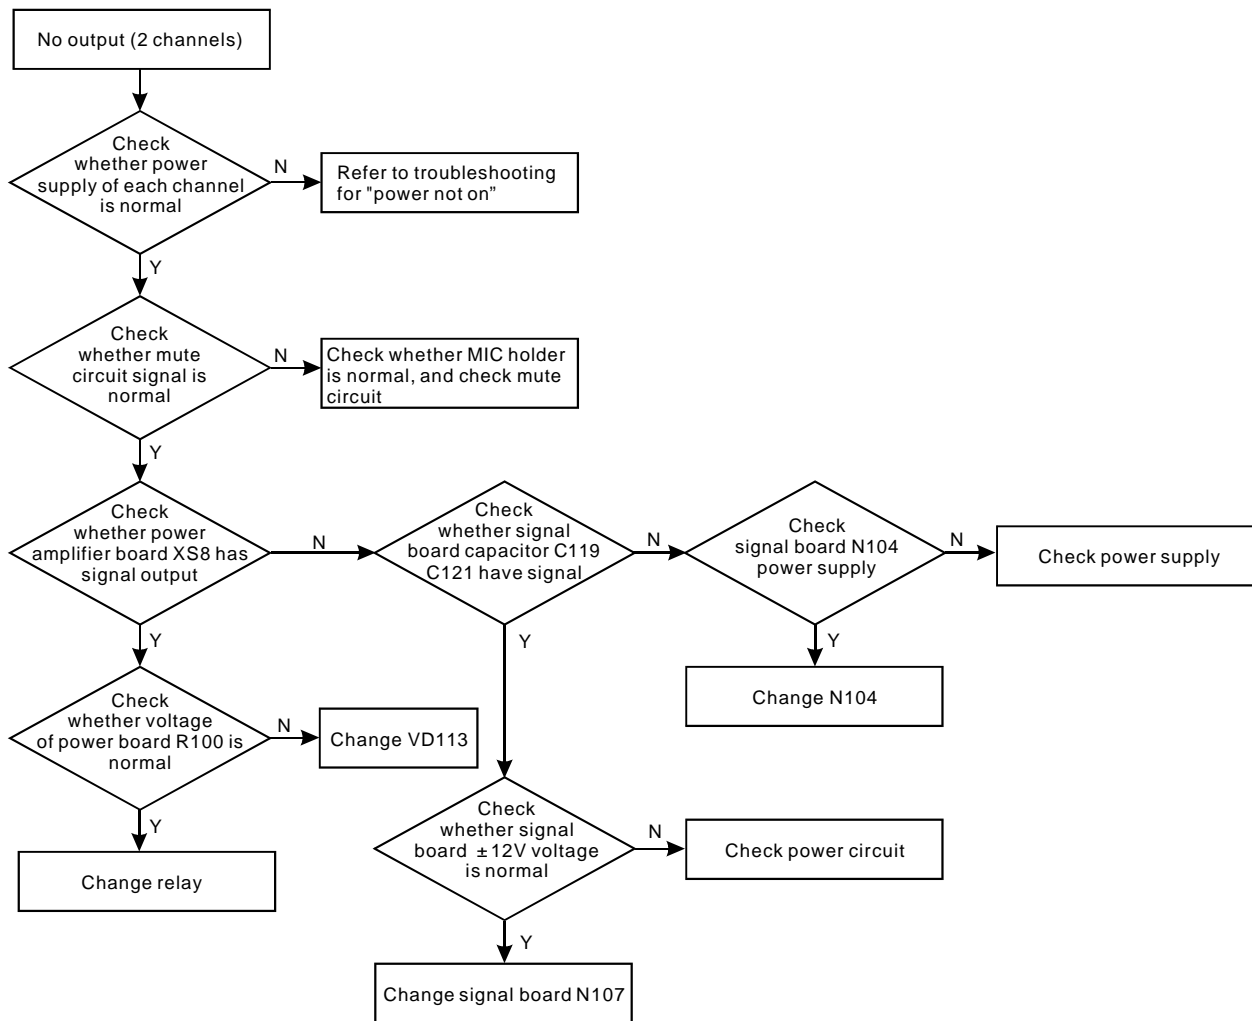 No output (2 channels)
Check
whether power
supply of each channel
is normal
N
Refer to troubleshooting
for "power not on”
Y
Check
whether mute
circuit signal is
normal
N
Check whether MIC holder
is normal, and check mute
circuit
Y
Check
whether power
amplifier board XS8 has
signal output
N
Check
whether signal
board capacitor C119
C121 have signal
N
Check
signal board N104
power supply
N
Check power supply
Y
Y
Y
Change N104
Check
whether voltage
of power board R100 is
normal
N
Change VD113
Y
Change relay
Check
whether signal
board ±12V voltage
is normal
N
Check power circuit
Y
Change signal board N107